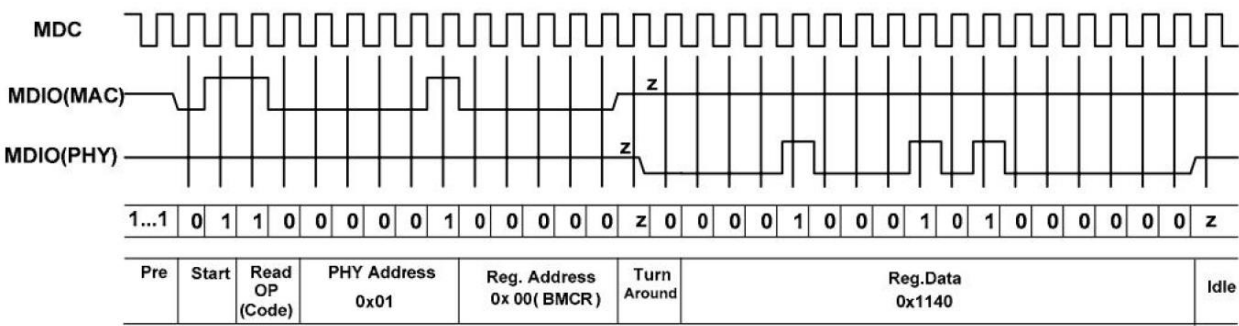 MDC
MDIO(MAC)
z
MDIO(PHY)
z
1...1 0 1 1 0 0 0 0 0 1 0 0 0 0 0 z 0 0 0 0 1 0 0 0 1 0 1 0 0 0 0 0 0 z
Pre Start Read OP (Code) PHY Address 0x01 Reg. Address 0x 00( BMCR ) Turn Around Reg.Data 0x1140 Idle